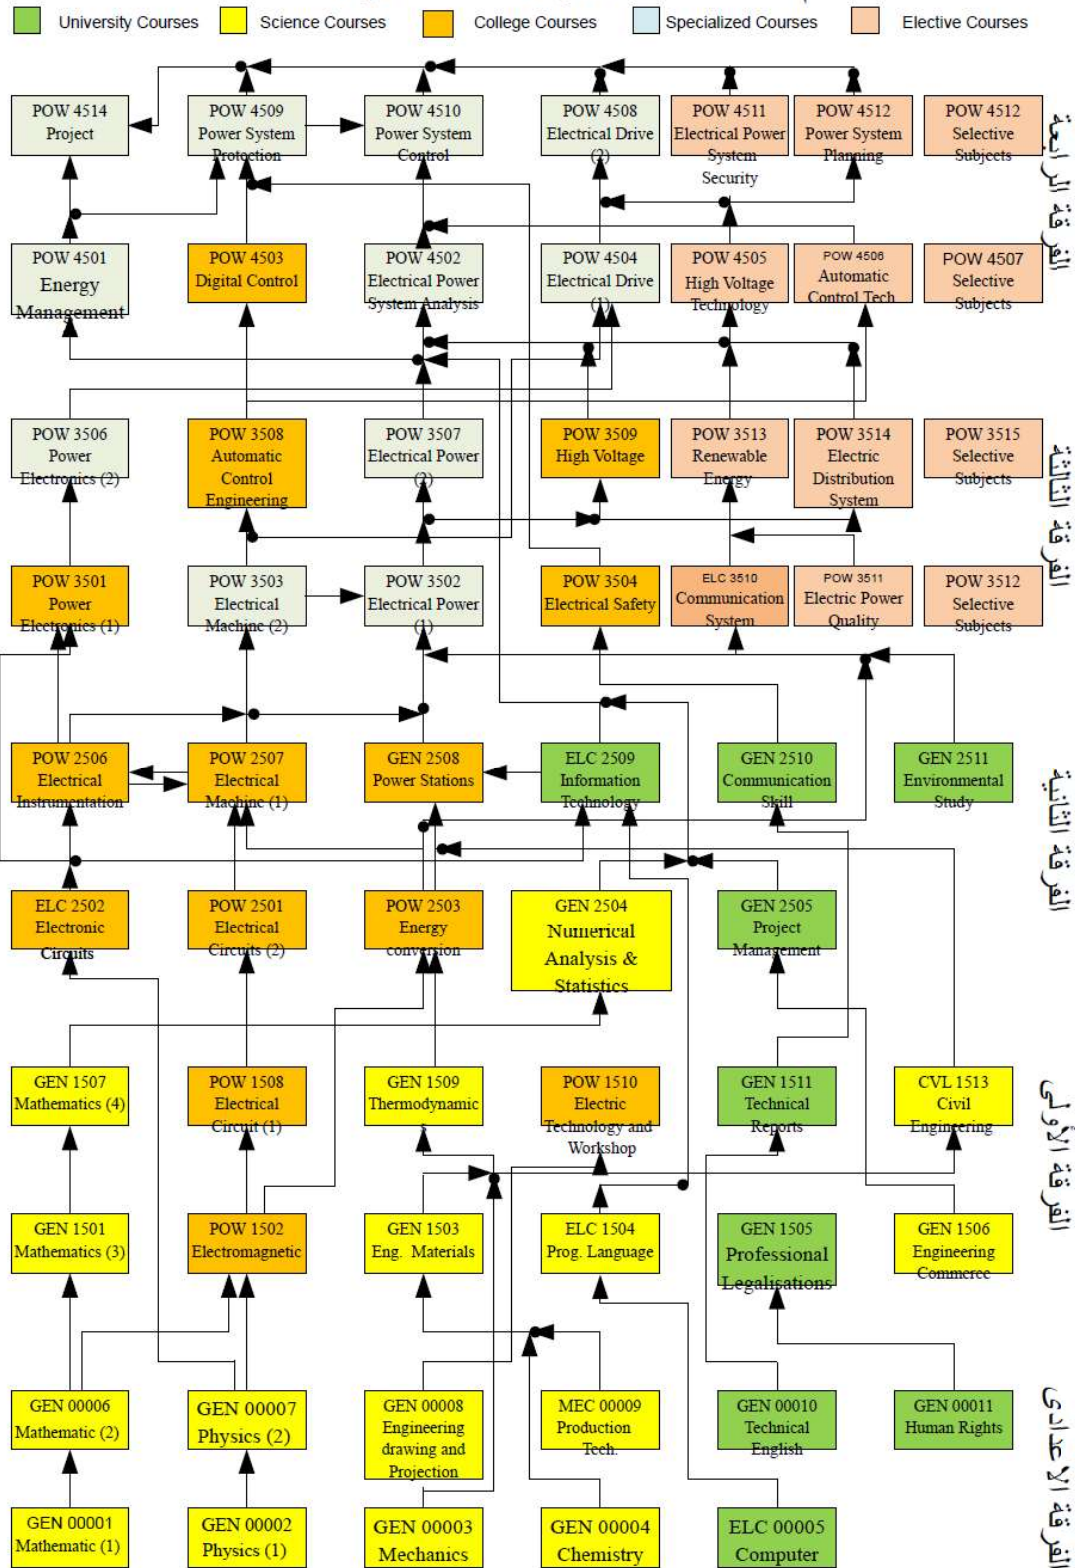 University Courses
Science Courses
College Courses
Specialized Courses
Elective Courses
POW 4514
Project
POW 4509
Power System
Protection
POW 4510
Power System
Control
POW 4508
Electrical Drive
(2)
POW 4511
Electrical Power
System
Security
POW 4512
Power System
Planning
POW 4512
Selective
Subjects
الفرقة الرابعة
POW 4501
Energy
Management
POW 4503
Digital Control
POW 4502
Electrical Power
System Analysis
POW 4504
Electrical Drive
(1)
POW 4505
High Voltage
Technology
POW 4506
Automatic
Control Tech
POW 4507
Selective
Subjects
POW 3506
Power
Electronics (2)
POW 3508
Automatic
Control
Engineering
POW 3507
Electrical Power
(2)
POW 3509
High Voltage
POW 3513
Renewable
Energy
POW 3514
Electric
Distribution
System
POW 3515
Selective
Subjects
الفرقة الثالثة
POW 3501
Power
Electronics (1)
POW 3503
Electrical
Machine (2)
POW 3502
Electrical Power
(1)
POW 3504
Electrical Safety
ELC 3510
Communication
System
POW 3511
Electric Power
Quality
POW 3512
Selective
Subjects
POW 2506
Electrical
Instrumentation
POW 2507
Electrical
Machine (1)
GEN 2508
Power Stations
ELC 2509
Information
Technology
GEN 2510
Communication
Skill
GEN 2511
Environmental
Study
الفرقة الثانية
ELC 2502
Electronic
Circuits
POW 2501
Electrical
Circuits (2)
POW 2503
Energy
conversion
GEN 2504
Numerical
Analysis &
Statistics
GEN 2505
Project
Management
GEN 1507
Mathematics (4)
POW 1508
Electrical
Circuit (1)
GEN 1509
Thermodynamic
s
POW 1510
Electric
Technology and
Workshop
GEN 1511
Technical
Reports
CVL 1513
Civil
Engineering
الفرقة الأولى
GEN 1501
Mathematics (3)
POW 1502
Electromagnetic
GEN 1503
Eng. Materials
ELC 1504
Prog. Language
GEN 1505
Professional
Legalisations
GEN 1506
Engineering
Commerce
GEN 00006
Mathematic (2)
GEN 00007
Physics (2)
GEN 00008
Engineering
drawing and
Projection
MEC 00009
Production
Tech.
GEN 00010
Technical
English
GEN 00011
Human Rights
الفرقة الاعدادى
GEN 00001
Mathematic (1)
GEN 00002
Physics (1)
GEN 00003
Mechanics
GEN 00004
Chemistry
ELC 00005
Computer